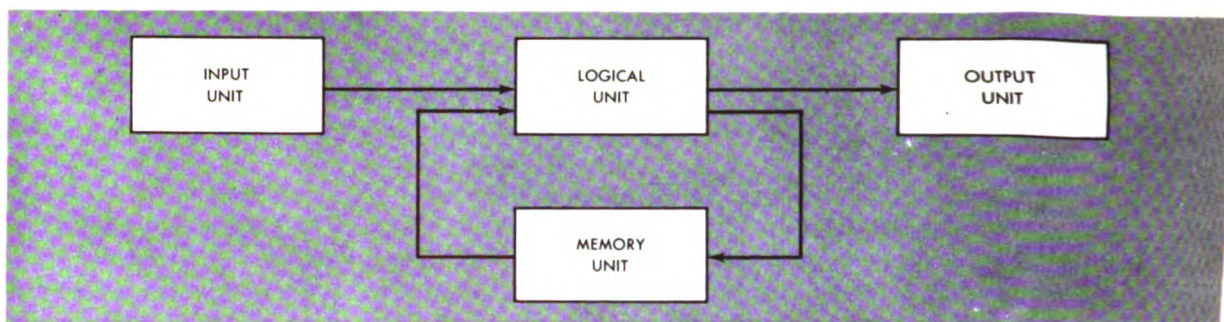 INPUT
UNIT
LOGICAL
UNIT
OUTPUT
UNIT
MEMORY
UNIT